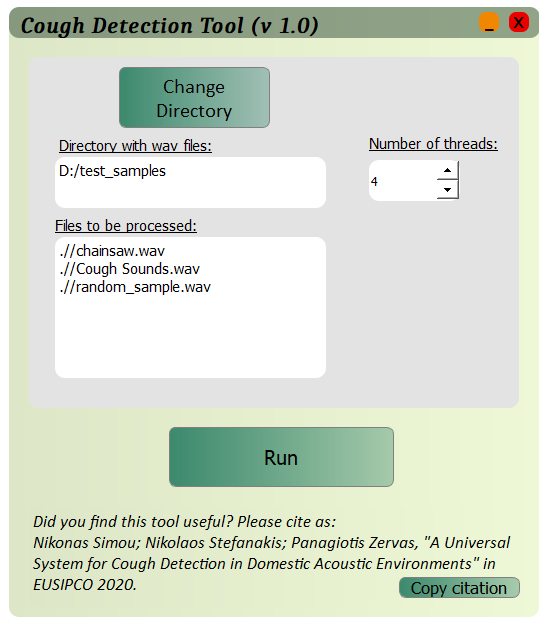 Cough Detection Tool (v 1.0)
_
X
Change
Directory
Directory with wav files:
Number of threads:
D:/test_samples
4
Files to be processed:
.//chainsaw.wav
.//Cough Sounds.wav
.//random_sample.wav
Run
Did you find this tool useful? Please cite as:
Nikonas Simou; Nikolaos Stefanakis; Panagiotis Zervas, "A Universal
System for Cough Detection in Domestic Acoustic Environments" in
EUSIPCO 2020.
Copy citation